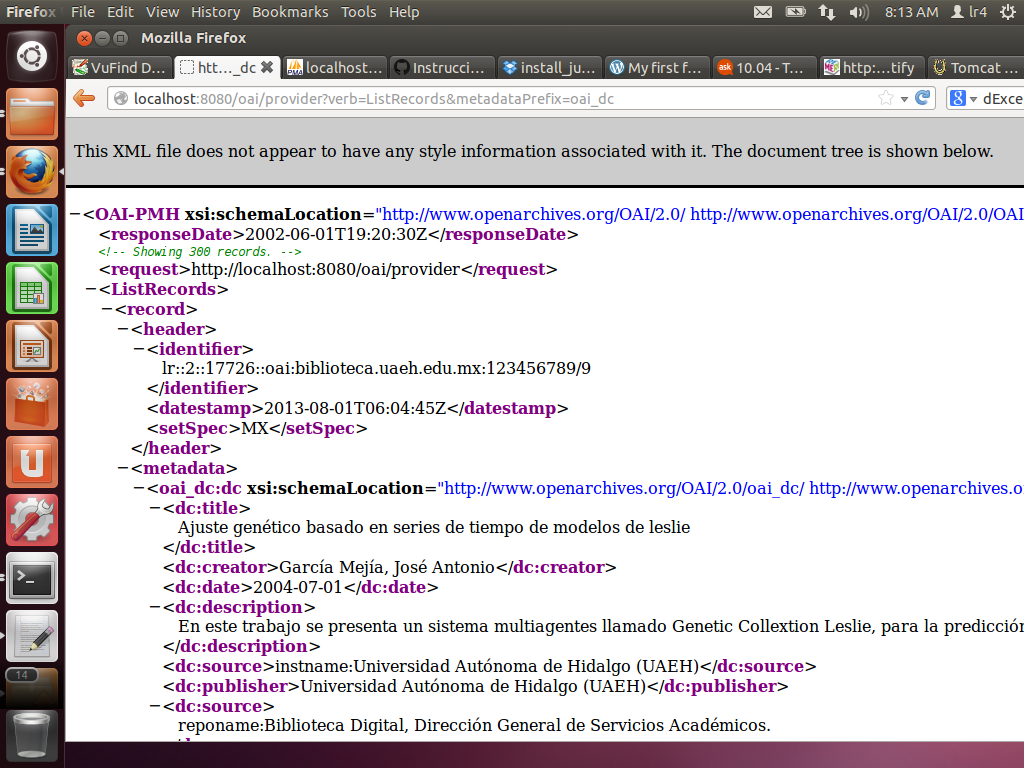 Firefox File Edit View History Bookmarks Tools Help 8:13 AM lr4
Mozilla Firefox
VuFind D... htt..._dc localhost... Instrucci... install_ju... My first f... 10.04 - T... http:...tify Tomcat ...
localhost:8080/oai/provider?verb=ListRecords&metadataPrefix=oai_dc dExce
This XML file does not appear to have any style information associated with it. The document tree is shown below.
−<OAI-PMH xsi:schemaLocation="http://www.openarchives.org/OAI/2.0/ http://www.openarchives.org/OAI/2.0/OAI
<responseDate>2002-06-01T19:20:30Z</responseDate>
<!-- Showing 300 records. -->
<request>http://localhost:8080/oai/provider</request>
−<ListRecords>
−<record>
−<header>
−<identifier>
lr::2::17726::oai:biblioteca.uaeh.edu.mx:123456789/9
</identifier>
<datestamp>2013-08-01T06:04:45Z</datestamp>
<setSpec>MX</setSpec>
</header>
−<metadata>
−<oai_dc:dc xsi:schemaLocation="http://www.openarchives.org/OAI/2.0/oai_dc/ http://www.openarchives.o
−<dc:title>
Ajuste genético basado en series de tiempo de modelos de leslie
</dc:title>
<dc:creator>García Mejía, José Antonio</dc:creator>
<dc:date>2004-07-01</dc:date>
−<dc:description>
En este trabajo se presenta un sistema multiagentes llamado Genetic Collextion Leslie, para la predicción
</dc:description>
<dc:source>instname:Universidad Autónoma de Hidalgo (UAEH)</dc:source>
<dc:publisher>Universidad Autónoma de Hidalgo (UAEH)</dc:publisher>
−<dc:source>
reponame:Biblioteca Digital, Dirección General de Servicios Académicos.
14